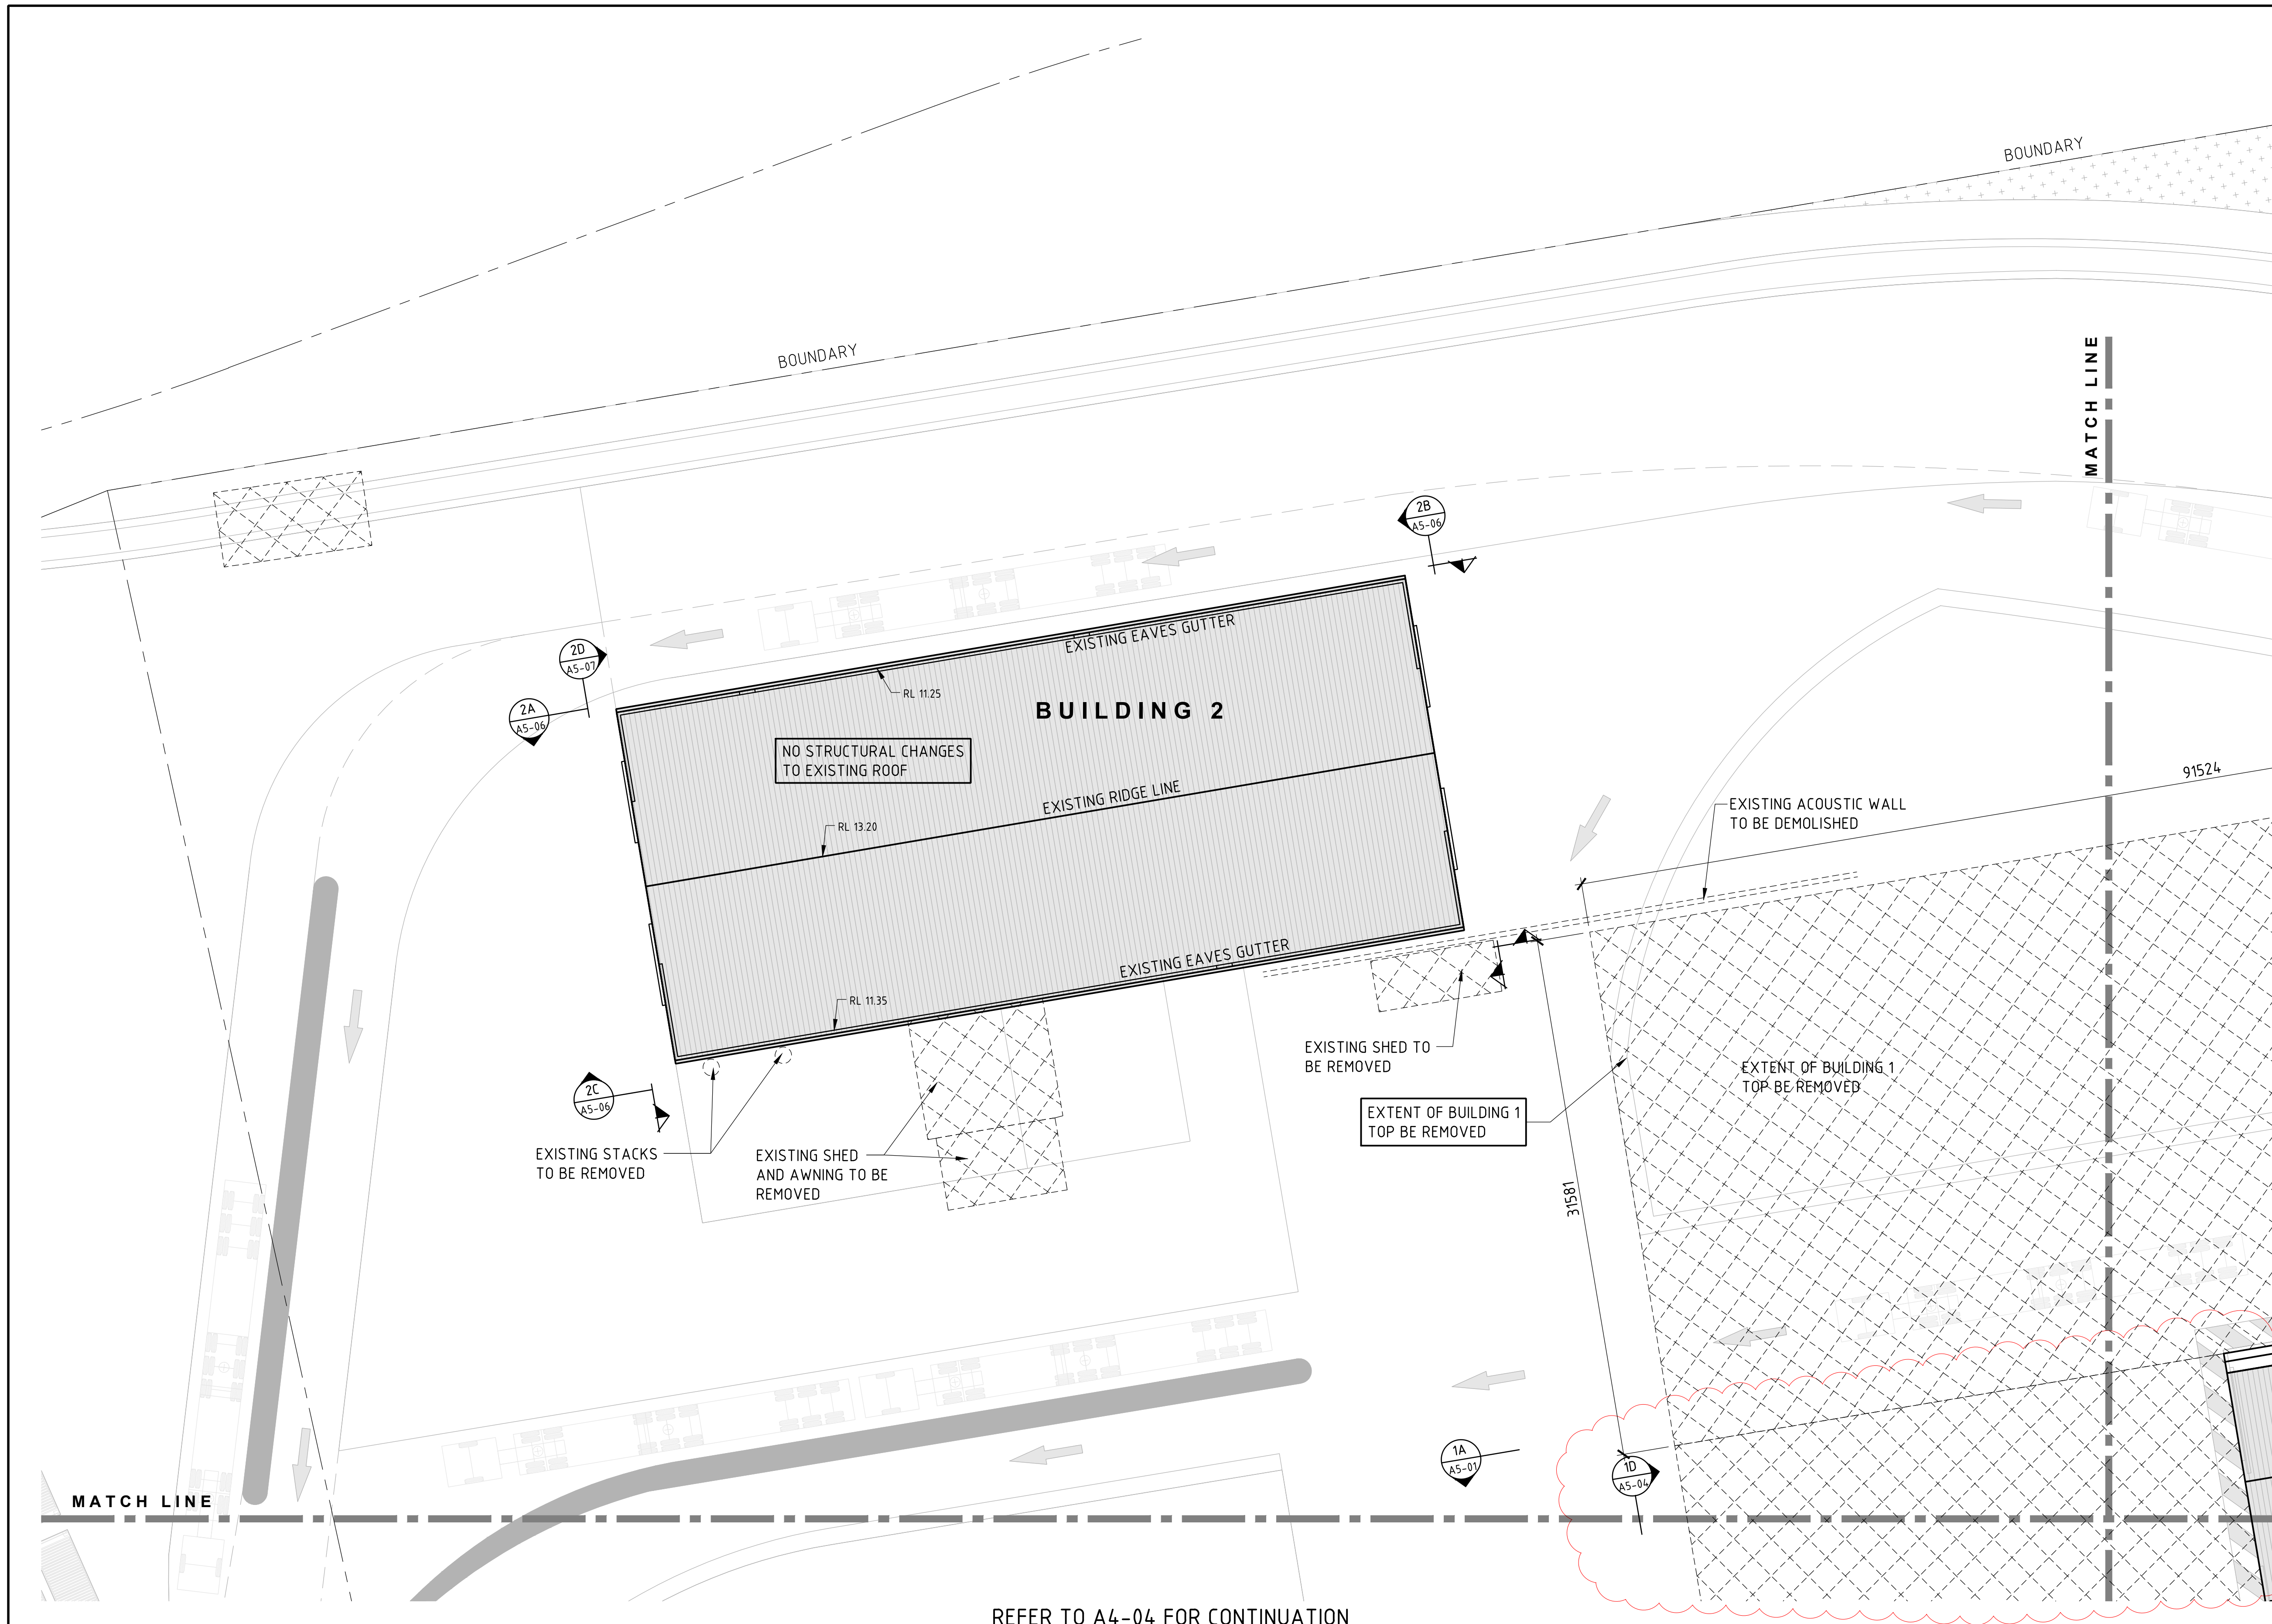 BOUNDARY
BOUNDARY
MATCH LINE
2B
A5-06
2D
A5-07
2A
A5-06
EXISTING EAVES GUTTER
RL 11.25
BUILDING 2
NO STRUCTURAL CHANGES
TO EXISTING ROOF
EXISTING RIDGE LINE
RL 13.20
91524
EXISTING ACOUSTIC WALL
TO BE DEMOLISHED
EXISTING EAVES GUTTER
RL 11.35
EXISTING SHED TO
BE REMOVED
EXTENT OF BUILDING 1
TOP BE REMOVED
2C
A5-06
EXTENT OF BUILDING 1
TOP BE REMOVED
EXISTING STACKS
TO BE REMOVED
EXISTING SHED
AND AWNING TO BE
REMOVED
31581
1A
A5-01
1D
A5-04
MATCH LINE
REFER TO A4-04 FOR CONTINUATION